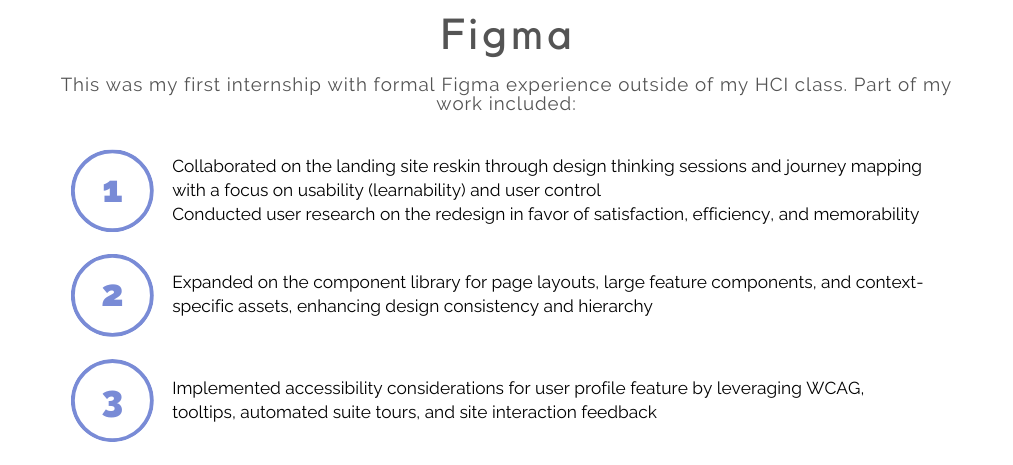 Figma
This was my first internship with formal Figma experience outside of my HCI class. Part of my
work included:
1
Collaborated on the landing site reskin through design thinking sessions and journey mapping
with a focus on usability (learnability) and user control
Conducted user research on the redesign in favor of satisfaction, efficiency, and memorability
2
Expanded on the component library for page layouts, large feature components, and context-
specific assets, enhancing design consistency and hierarchy
3
Implemented accessibility considerations for user profile feature by leveraging WCAG,
tooltips, automated suite tours, and site interaction feedback